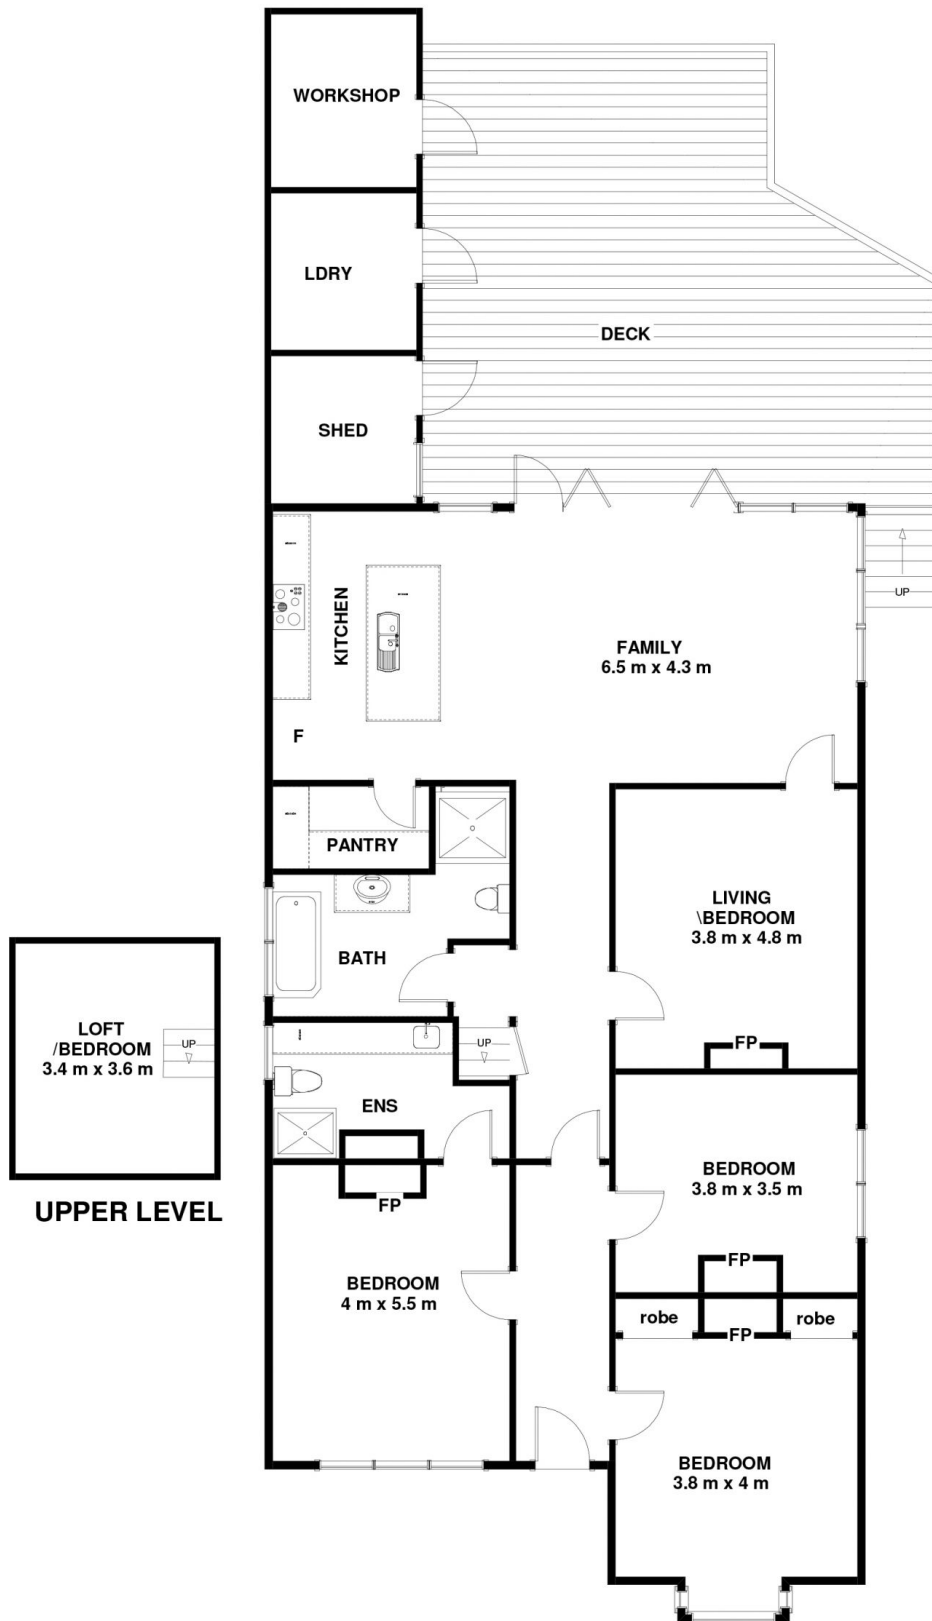 WORKSHOP
LDRY
DECK
SHED
KITCHEN
FAMILY
6.5 m x 4.3 m
UP
F
PANTRY
LIVING
\BEDROOM
3.8 m x 4.8 m
BATH
FP
LOFT
/BEDROOM
3.4 m x 3.6 m
UP
UP
ENS
BEDROOM
3.8 m x 3.5 m
UPPER LEVEL
FP
FP
BEDROOM
4 m x 5.5 m
robe
FP
robe
BEDROOM
3.8 m x 4 m